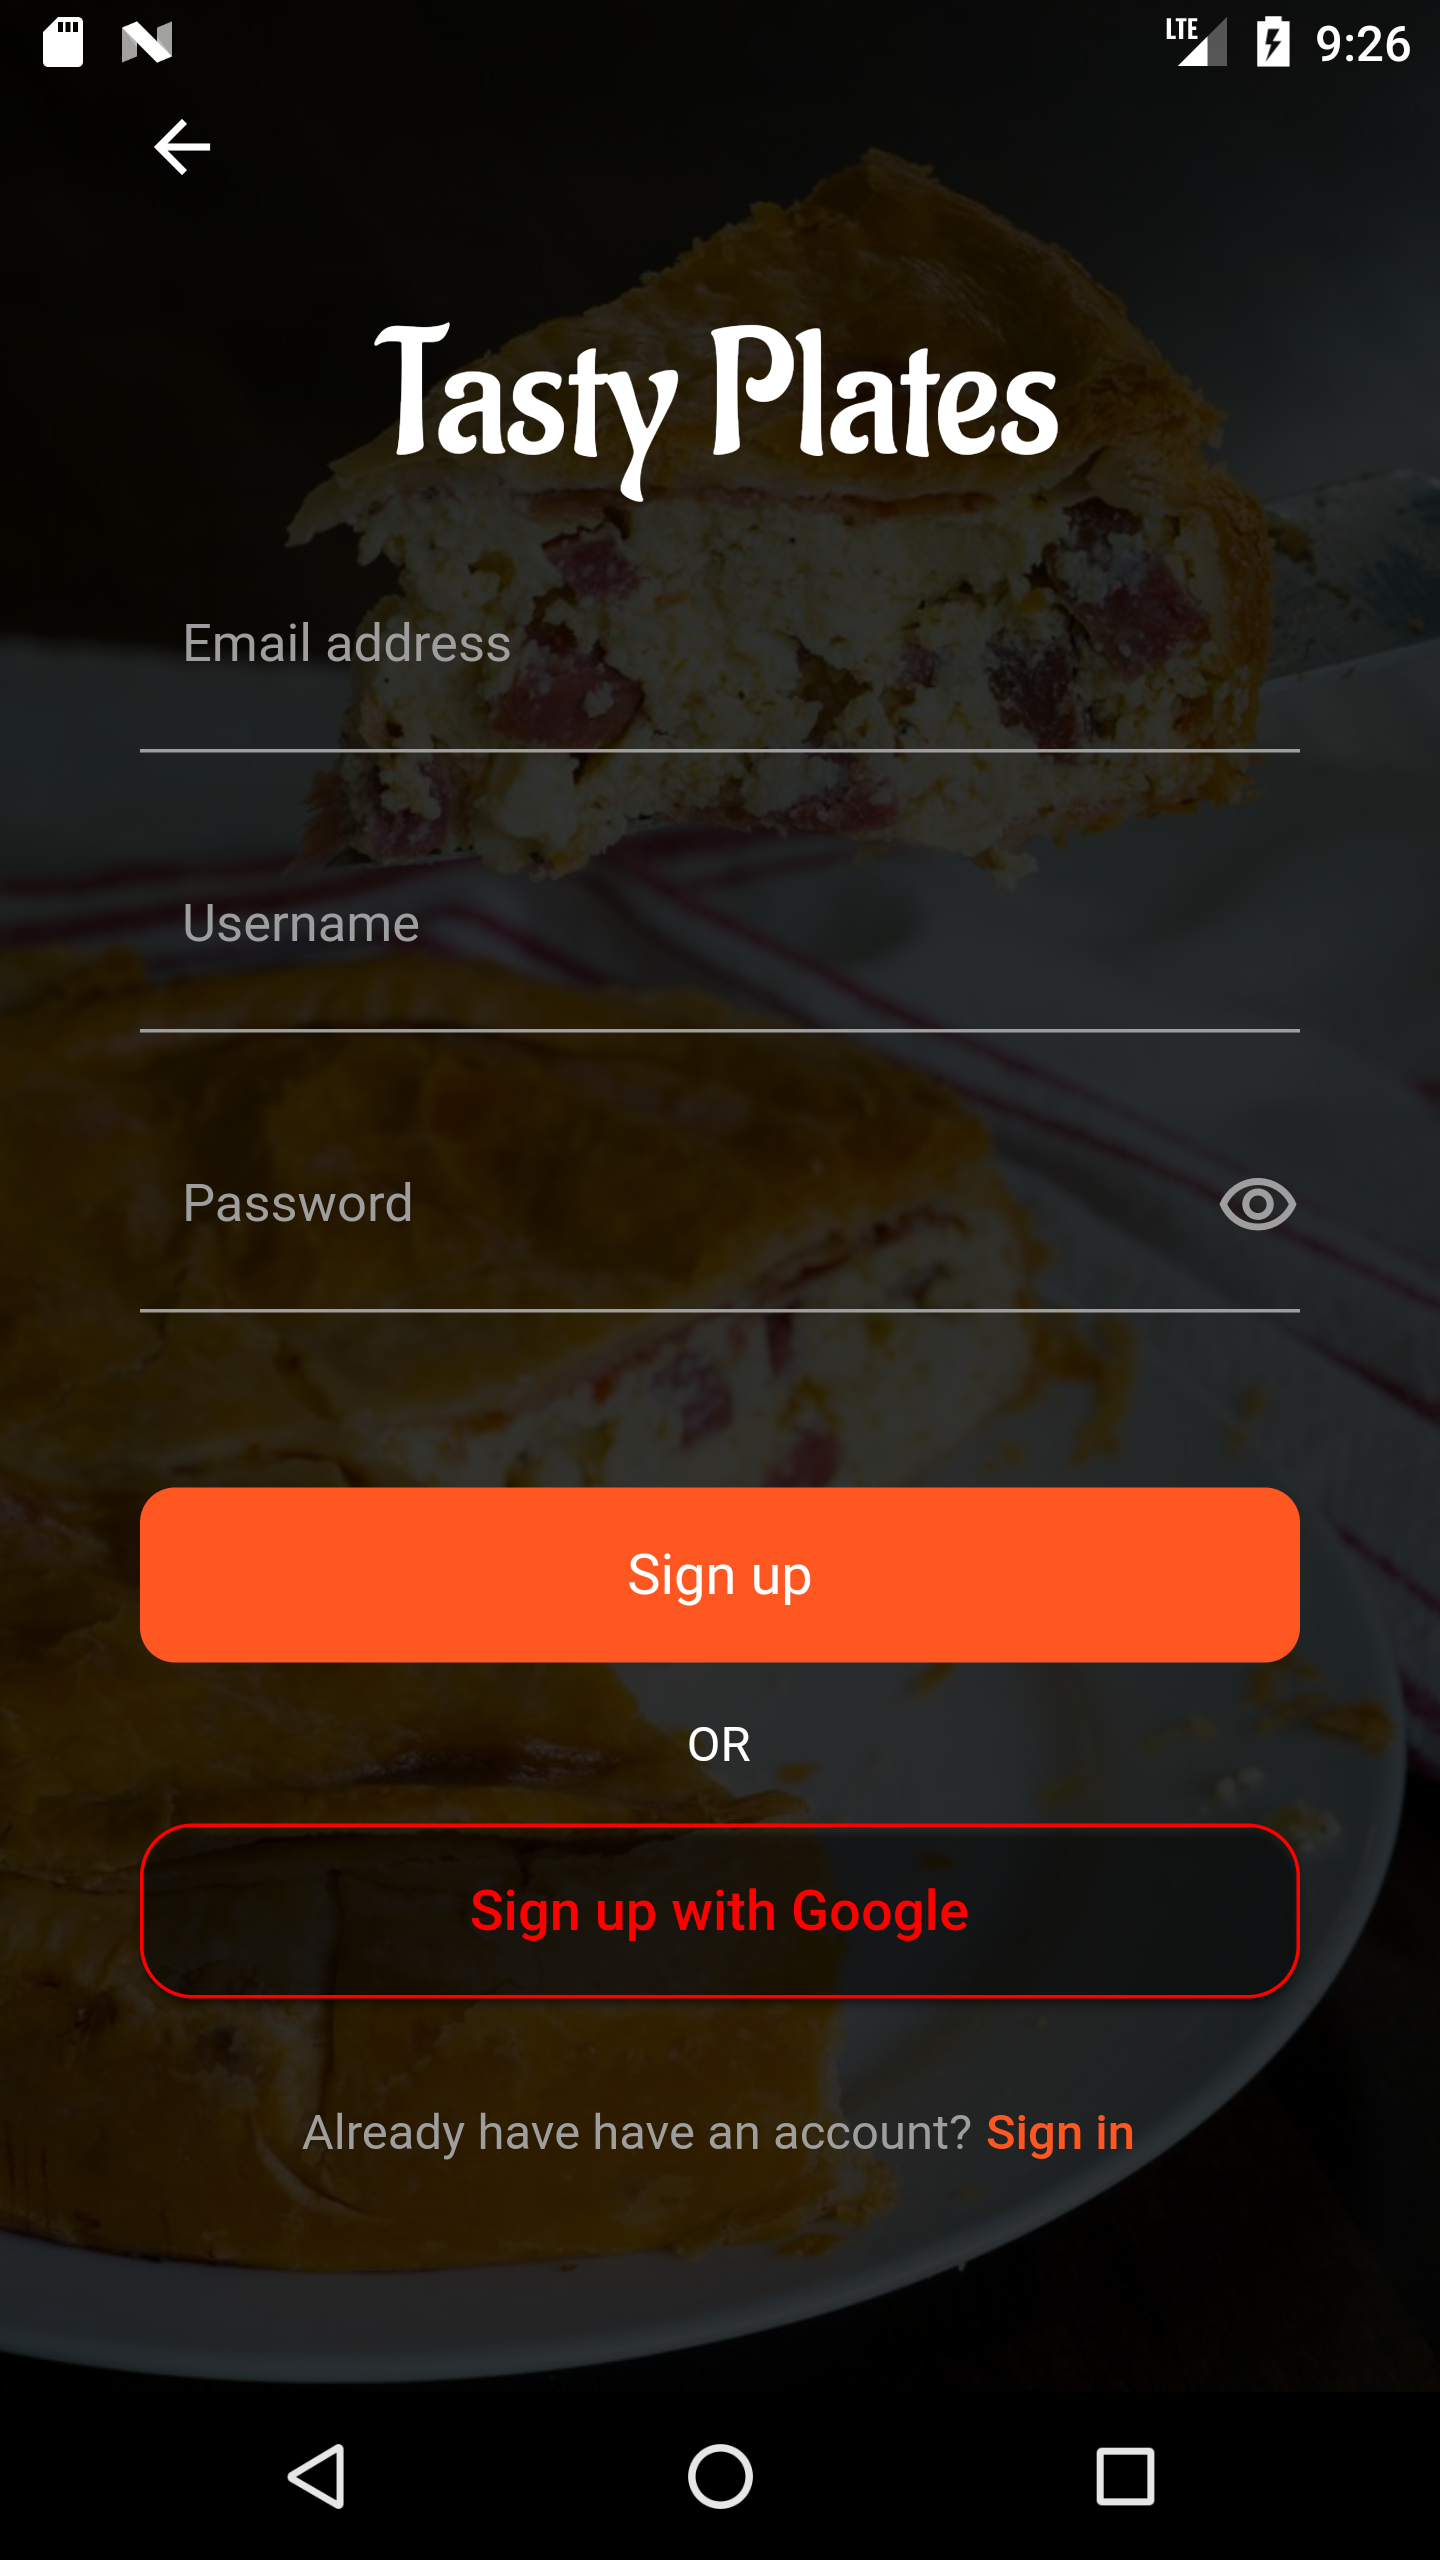 LTE 9:26
Tasty Plates
Email address
Username
Password
Sign up
OR
Sign up with Google
Already have have an account? Sign in